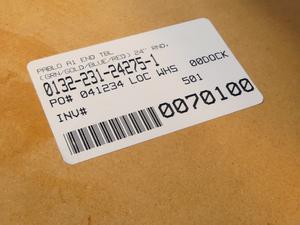 PABLO A1 END TBL
(GRN/GOLD/BLUE/RED) 24" RND.
0132-231-24275-1
PO# 041234 LOC WHS 00DOCK
501
INV# 0070100